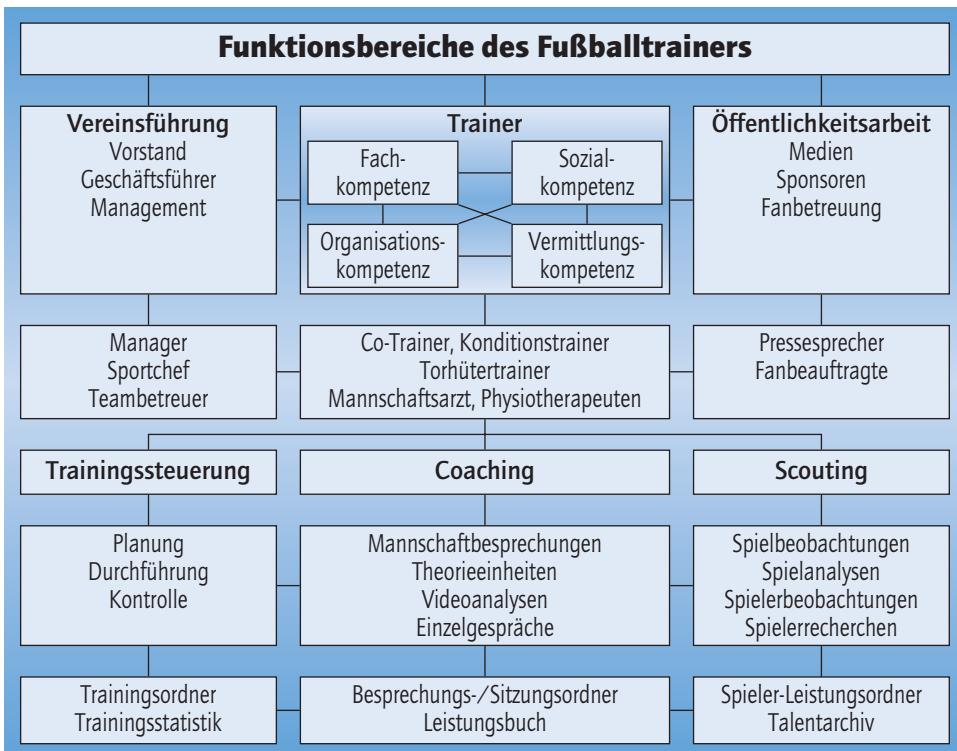 Funktionsbereiche des Fußballtrainers
Vereinsführung
Vorstand
Geschäftsführer
Management
Trainer
Fach-
kompetenz
Sozial-
kompetenz
Organisations-
kompetenz
Vermittlungs-
kompetenz
Öffentlichkeitsarbeit
Medien
Sponsoren
Fanbetreuung
Manager
Sportchef
Teambetreuer
Co-Trainer, Konditionstrainer
Torhütertrainer
Mannschaftsarzt, Physiotherapeuten
Pressesprecher
Fanbeauftragte
Trainingssteuerung
Coaching
Scouting
Planung
Durchführung
Kontrolle
Mannschaftbesprechungen
Theorieeinheiten
Videoanalysen
Einzelgespräche
Spielbeobachtungen
Spielanalysen
Spielerbeobachtungen
Spielerrecherchen
Trainingsordner
Trainingsstatistik
Besprechungs-/Sitzungsordner
Leistungsbuch
Spieler-Leistungsordner
Talentarchiv